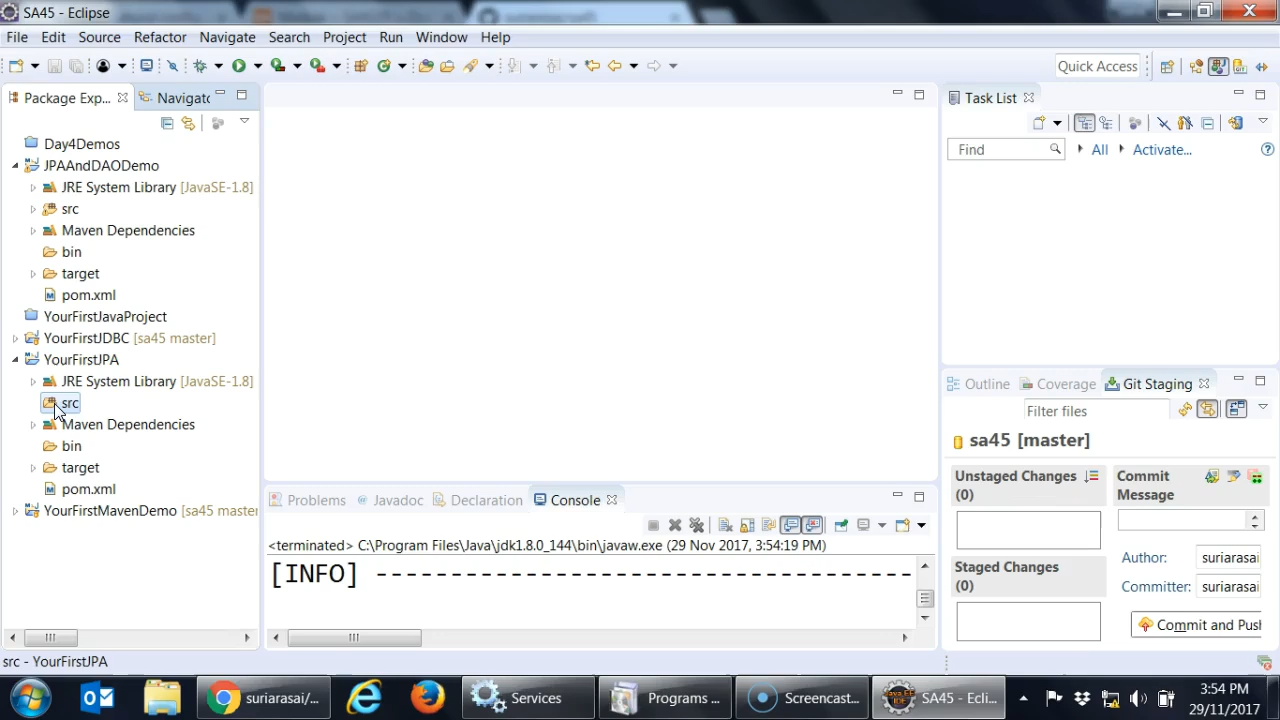 SA45 - Eclipse
File Edit Source Refactor Navigate Search Project Run Window Help
Quick Access
Package Exp...
Navigato
Day4Demos
JPAAndDAODemo
JRE System Library [JavaSE-1.8]
src
Maven Dependencies
bin
target
pom.xml
YourFirstJavaProject
YourFirstJDBC [sa45 master]
YourFirstJPA
JRE System Library [JavaSE-1.8]
src
Maven Dependencies
bin
target
pom.xml
YourFirstMavenDemo [sa45 master
Task List
Find
All
Activate...
Outline Coverage Git Staging
Filter files
sa45 [master]
Unstaged Changes
(0)
Commit
Message
Staged Changes
(0)
Author: suriarasai
Committer: suriarasai
Commit and Push
Problems Javadoc Declaration Console
<terminated> C:\Program Files\Java\jdk1.8.0_144\bin\javaw.exe (29 Nov 2017, 3:54:19 PM)
[INFO] ------------------------------------
src - YourFirstJPA
suriarasai/...
Services
Programs ...
Screencast...
SA45 - Ecli...
3:54 PM
29/11/2017